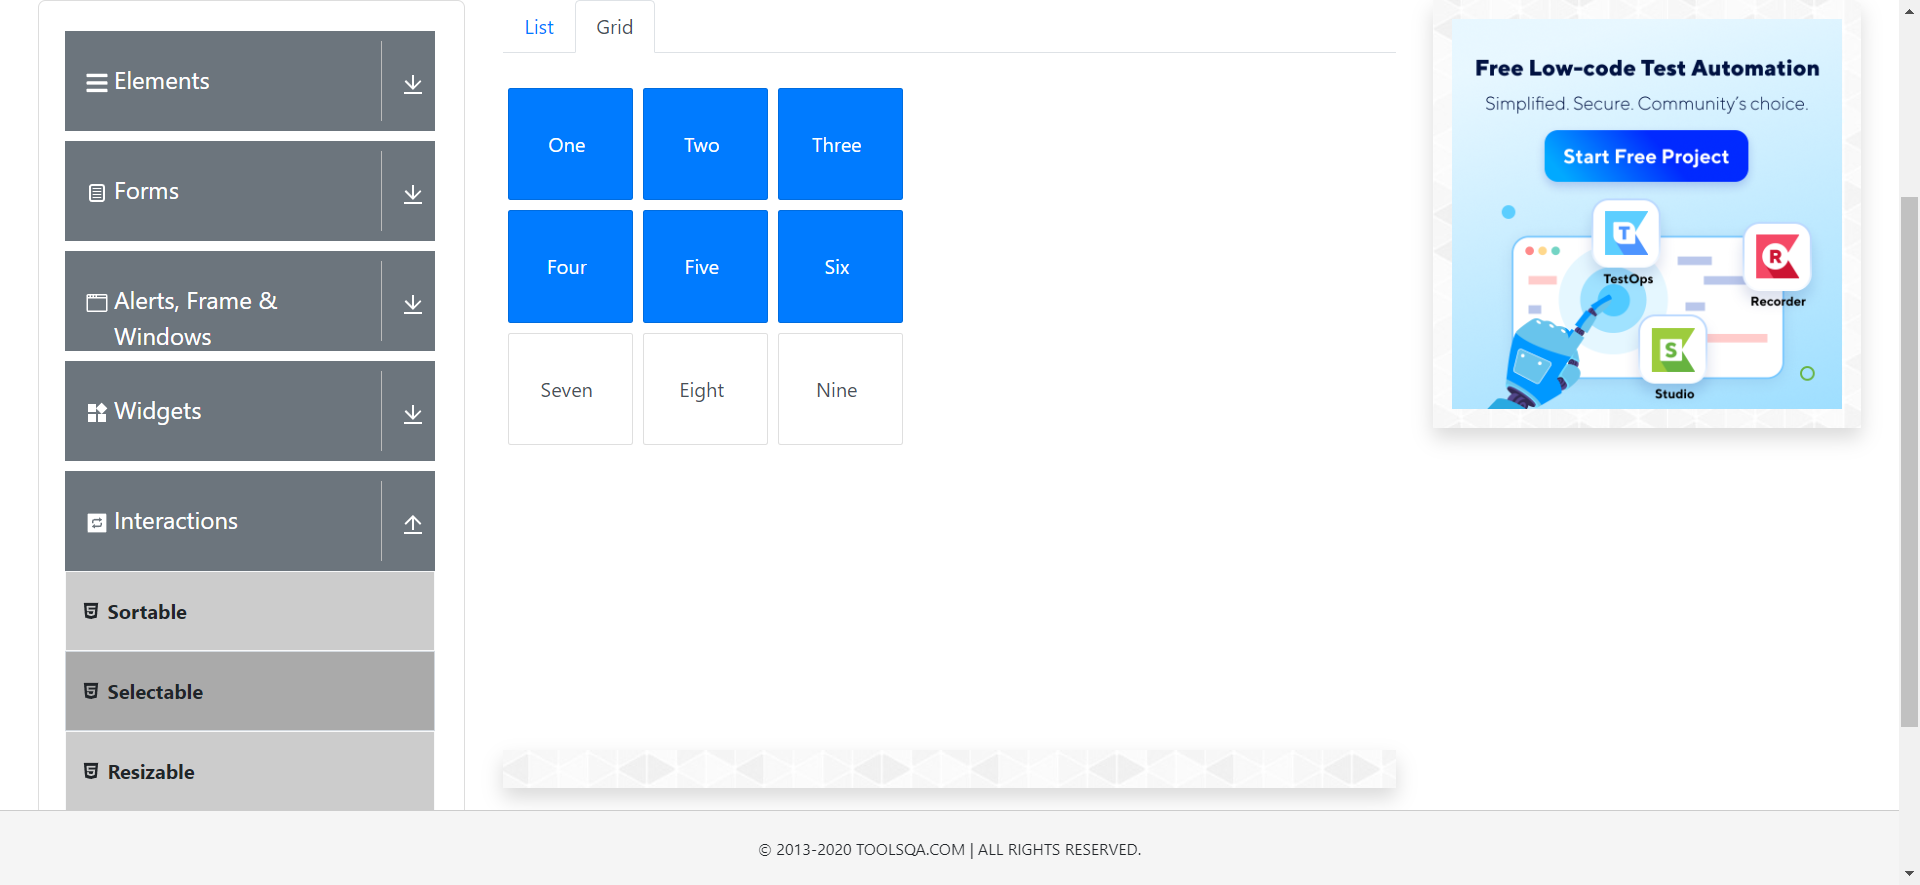 Elements
Forms
Alerts, Frame &
Windows
Widgets
Interactions
Sortable
Selectable
Resizable
List Grid
One Two Three
Four Five Six
Seven Eight Nine
Free Low-code Test Automation
Simplified. Secure. Community's choice.
Start Free Project
T
TestOps
R
Recorder
S
Studio
© 2013-2020 TOOLSQA.COM | ALL RIGHTS RESERVED.